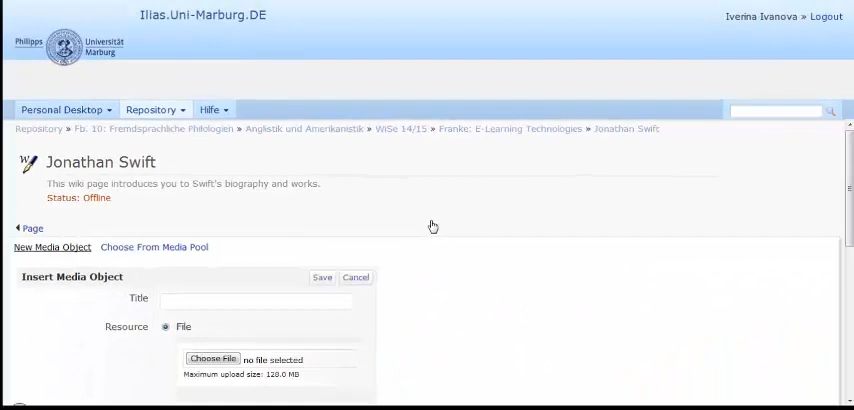 Ilias.Uni-Marburg.DE
Iverina Ivanova » Logout
Philipps Universität Marburg
Personal Desktop Repository Hilfe
Repository » Fb. 10: Fremdsprachliche Philologien » Anglistik und Amerikanistik » WiSe 14/15 » Franke: E-Learning Technologies » Jonathan Swift
W Jonathan Swift
This wiki page introduces you to Swift's biography and works.
Status: Offline
Page
New Media Object Choose From Media Pool
Insert Media Object Save Cancel
Title
Resource File
Choose File no file selected
Maximum upload size: 128.0 MB